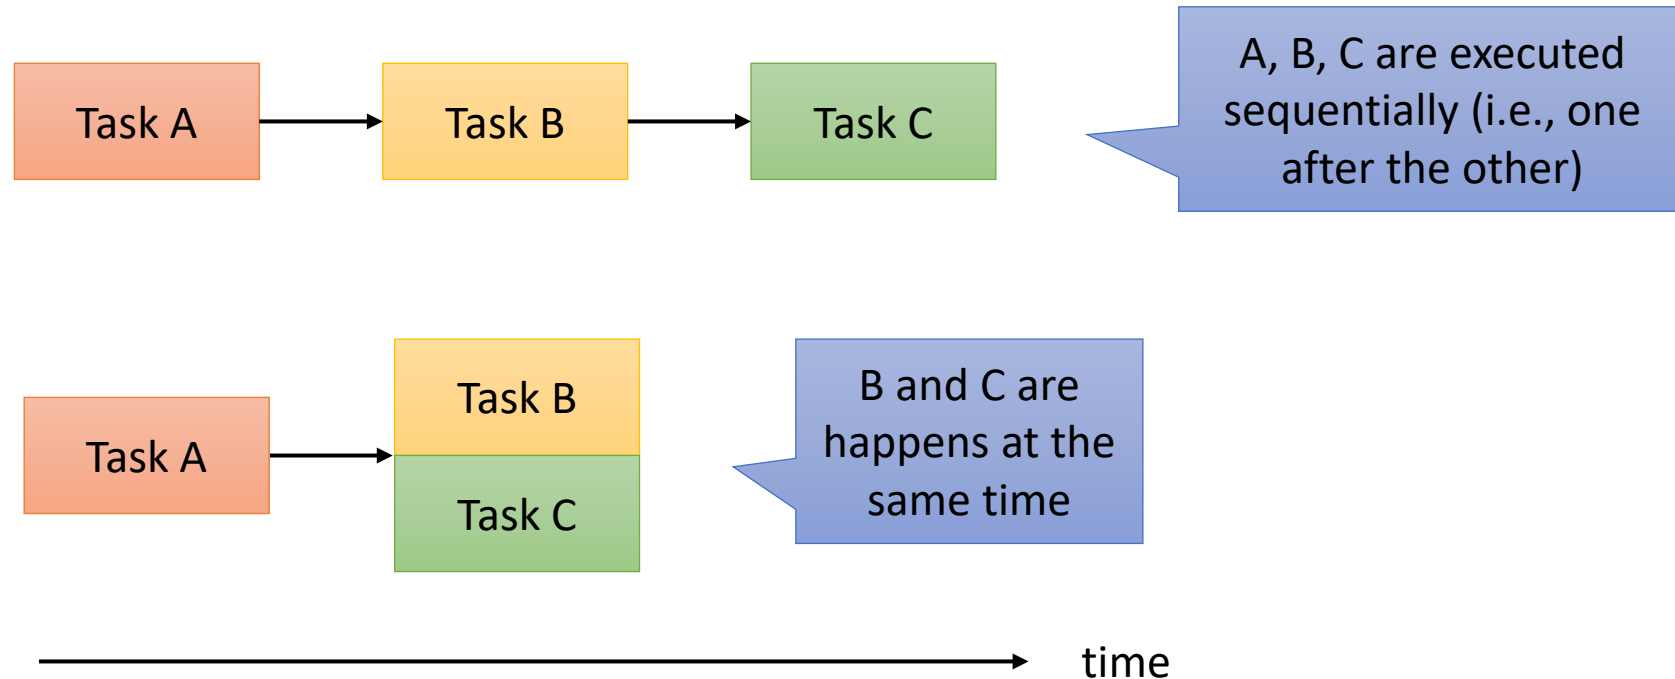 Task A
Task B
Task C
A, B, C are executed
sequentially (i.e., one
after the other)
Task A
Task B
Task C
B and C are
happens at the
same time
time